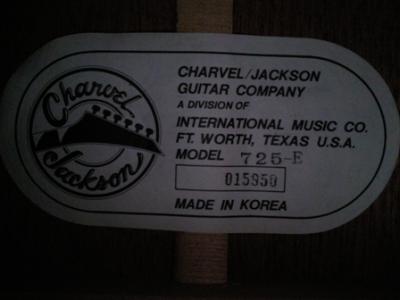 Charvel
Jackson
CHARVEL/JACKSON
GUITAR COMPANY
A DIVISION OF
INTERNATIONAL MUSIC CO.
FT. WORTH, TEXAS U.S.A.
MODEL 725-E
015950
MADE IN KOREA